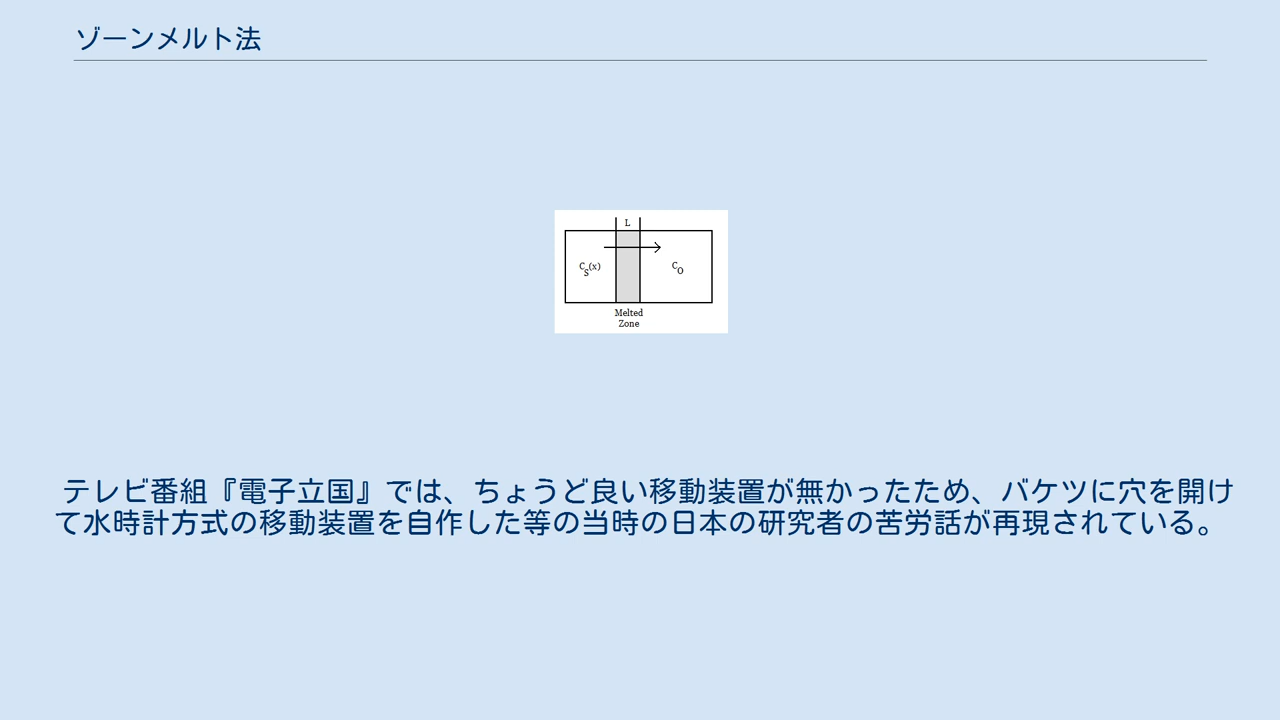 ゾーンメルト法
L
CS(x)
CO
Melted
Zone
テレビ番組『電子立国』では、ちょうど良い移動装置が無かったため、バケツに穴を開け
て水時計方式の移動装置を自作した等の当時の日本の研究者の苦労話が再現されている。